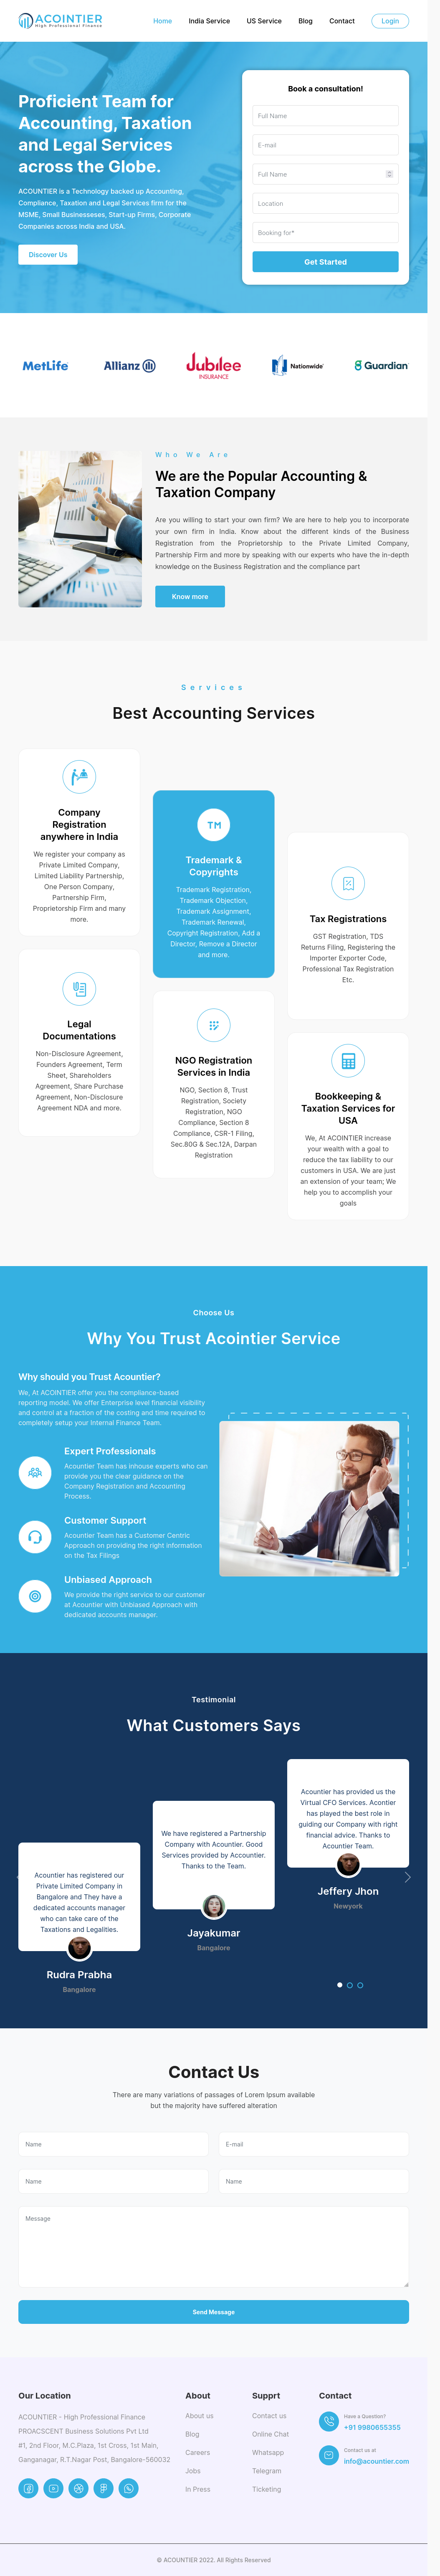 ACOINTIER
High Professional Finance
Home India Service US Service Blog Contact Login
Proficient Team for
Accounting, Taxation
and Legal Services
across the Globe.
ACOUNTIER is a Technology backed up Accounting,
Compliance, Taxation and Legal Services firm for the
MSME, Small Businesseses, Start-up Firms, Corporate
Companies across India and USA.
Discover Us
Book a consultation!
Full Name
E-mail
Full Name
Location
Booking for*
Get Started
MetLife
Allianz
Jubilee
INSURANCE
Nationwide
Guardian
Who We Are
We are the Popular Accounting &
Taxation Company
Are you willing to start your own firm? We are here to help you to incorporate
your own firm in India. Know about the different kinds of the Business
Registration from the Proprietorship to the Private Limited Company,
Partnership Firm and more by speaking with our experts who have the in-depth
knowledge on the Business Registration and the compliance part
Know more
Services
Best Accounting Services
Company
Registration
anywhere in India
We register your company as
Private Limited Company,
Limited Liability Partnership,
One Person Company,
Partnership Firm,
Proprietorship Firm and many
more.
Legal
Documentations
Non-Disclosure Agreement,
Founders Agreement, Term
Sheet, Shareholders
Agreement, Share Purchase
Agreement, Non-Disclosure
Agreement NDA and more.
TM
Trademark &
Copyrights
Trademark Registration,
Trademark Objection,
Trademark Assignment,
Trademark Renewal,
Copyright Registration, Add a
Director, Remove a Director
and more.
NGO Registration
Services in India
NGO, Section 8, Trust
Registration, Society
Registration, NGO
Compliance, Section 8
Compliance, CSR-1 Filing,
Sec.80G & Sec.12A, Darpan
Registration
Tax Registrations
GST Registration, TDS
Returns Filing, Registering the
Importer Exporter Code,
Professional Tax Registration
Etc.
Bookkeeping &
Taxation Services for
USA
We, At ACOINTIER increase
your wealth with a goal to
reduce the tax liability to our
customers in USA. We are just
an extension of your team; We
help you to accomplish your
goals
Choose Us
Why You Trust Acointier Service
Why should you Trust Acountier?
We, At ACOINTIER offer you the compliance-based
reporting model. We offer Enterprise level financial visibility
and control at a fraction of the costing and time required to
completely setup your Internal Finance Team.
Expert Professionals
Acountier Team has inhouse experts who can
provide you the clear guidance on the
Company Registration and Accounting
Process.
Customer Support
Acountier Team has a Customer Centric
Approach on providing the right information
on the Tax Filings
Unbiased Approach
We provide the right service to our customer
at Acountier with Unbiased Approach with
dedicated accounts manager.
Testimonial
What Customers Says
Acountier has registered our
Private Limited Company in
Bangalore and They have a
dedicated accounts manager
who can take care of the
Taxations and Legalities.
Rudra Prabha
Bangalore
We have registered a Partnership
Company with Acountier. Good
Services provided by Accountier.
Thanks to the Team.
Jayakumar
Bangalore
Acountier has provided us the
Virtual CFO Services. Acontier
has played the best role in
guiding our Company with right
financial advice. Thanks to
Acountier Team.
Jeffery Jhon
Newyork
Contact Us
There are many variations of passages of Lorem Ipsum available
but the majority have suffered alteration
Name
E-mail
Name
Name
Message
Send Message
Our Location
ACOUNTIER - High Professional Finance
PROACSCENT Business Solutions Pvt Ltd
#1, 2nd Floor, M.C.Plaza, 1st Cross, 1st Main,
Ganganagar, R.T.Nagar Post, Bangalore-560032
About
About us
Blog
Careers
Jobs
In Press
Supprt
Contact us
Online Chat
Whatsapp
Telegram
Ticketing
Contact
Have a Question?
+91 9980655355
Contact us at
info@acountier.com
© ACOUNTIER 2022. All Rights Reserved